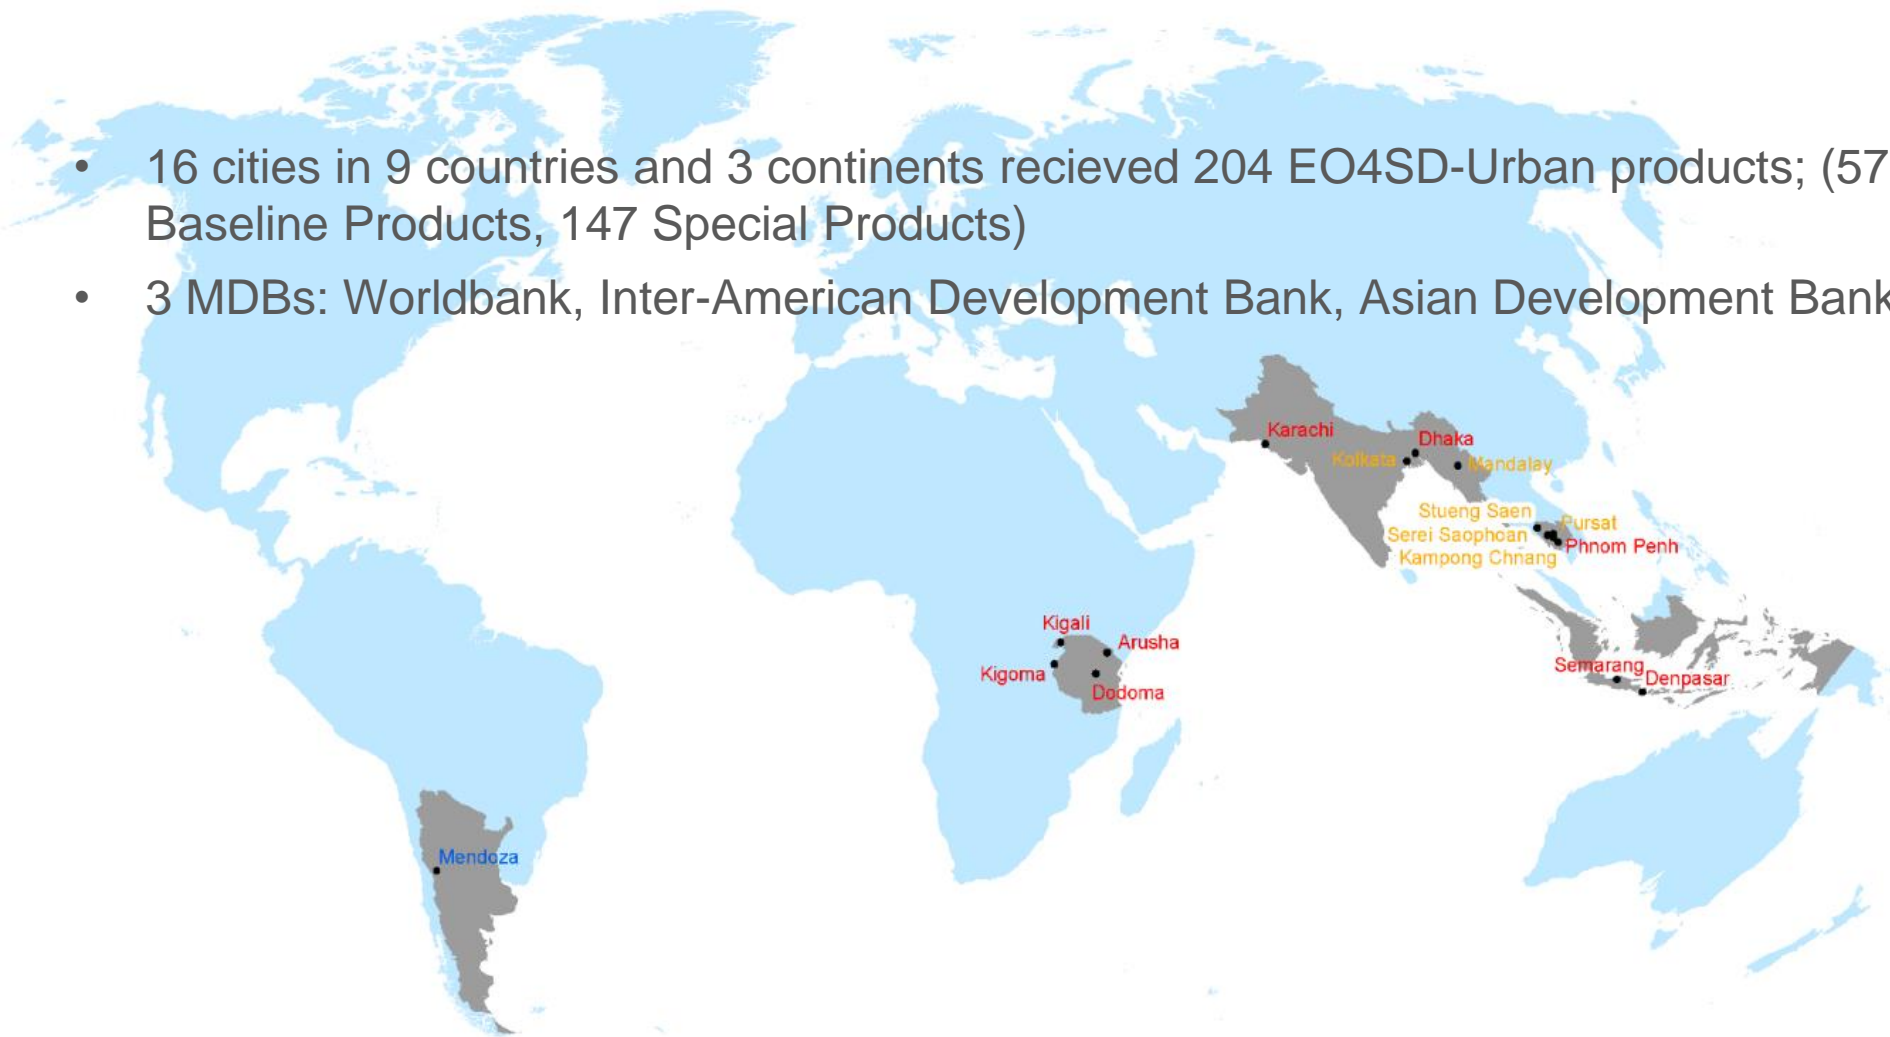 • 16 cities in 9 countries and 3 continents recieved 204 EO4SD-Urban products; (57
Baseline Products, 147 Special Products)
• 3 MDBs: Worldbank, Inter-American Development Bank, Asian Development Bank
Karachi
Dhaka
Kolkata
Mandalay
Stueng Saen
Pursat
Serei Saophoan
Phnom Penh
Kampong Chnang
Kigali
Arusha
Kigoma
Dodoma
Semarang
Denpasar
Mendoza